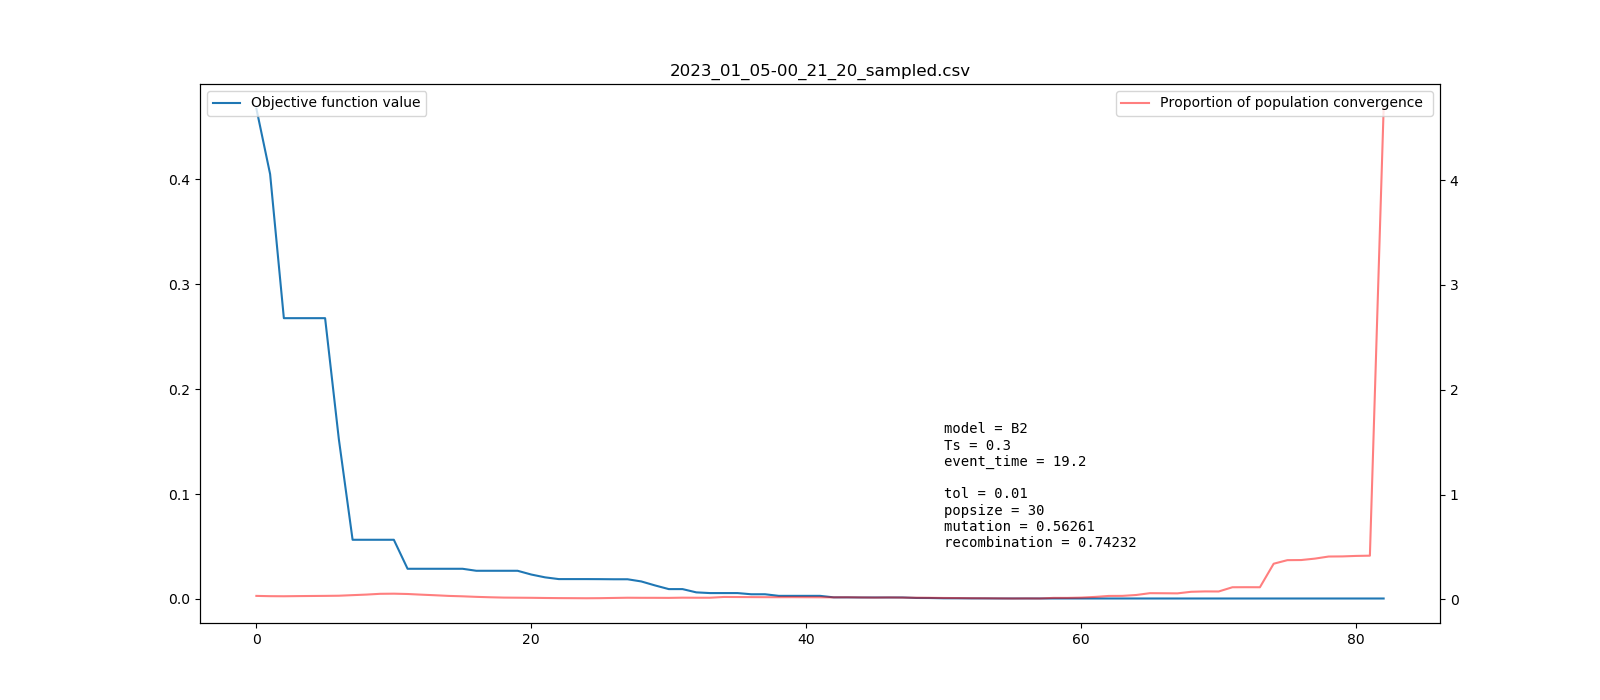 2023_01_05-00_21_20_sampled.csv
Objective function value
Proportion of population convergence
0.4
0.3
0.2
0.1
0.0
4
3
2
1
0
model = B2
Ts = 0.3
event_time = 19.2
tol = 0.01
popsize = 30
mutation = 0.56261
recombination = 0.74232
0 20 40 60 80